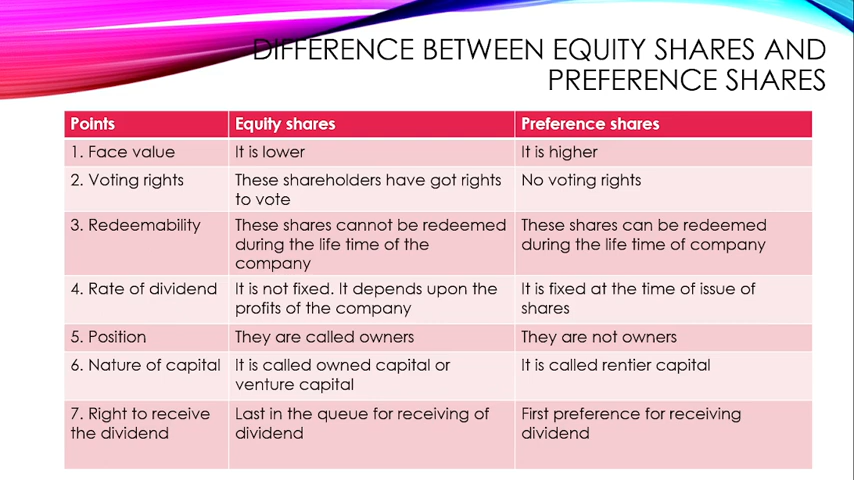 DIFFERENCE BETWEEN EQUITY SHARES AND
PREFERENCE SHARES
Points Equity shares Preference shares
1. Face value It is lower It is higher
2. Voting rights These shareholders have got rights No voting rights
to vote
3. Redeemability These shares cannot be redeemed These shares can be redeemed
during the life time of the during the life time of company
company
4. Rate of dividend It is not fixed. It depends upon the It is fixed at the time of issue of
profits of the company shares
5. Position They are called owners They are not owners
6. Nature of capital It is called owned capital or It is called rentier capital
venture capital
7. Right to receive Last in the queue for receiving of First preference for receiving
the dividend dividend dividend